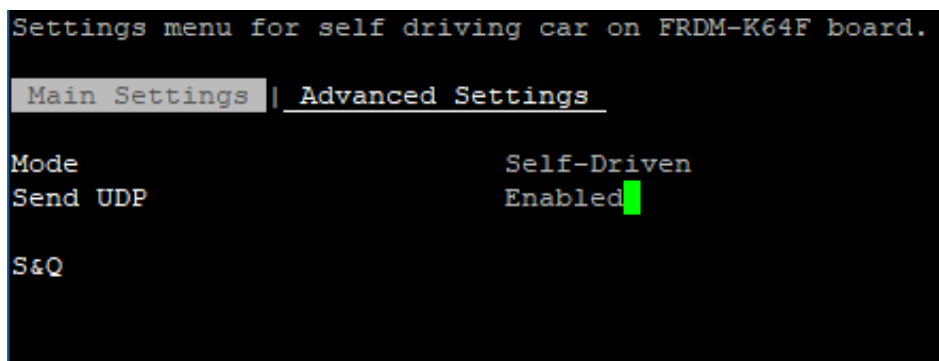 Settings menu for self driving car on FRDM-K64F board.
Main Settings | Advanced Settings
Mode Self-Driven
Send UDP Enabled
S&Q